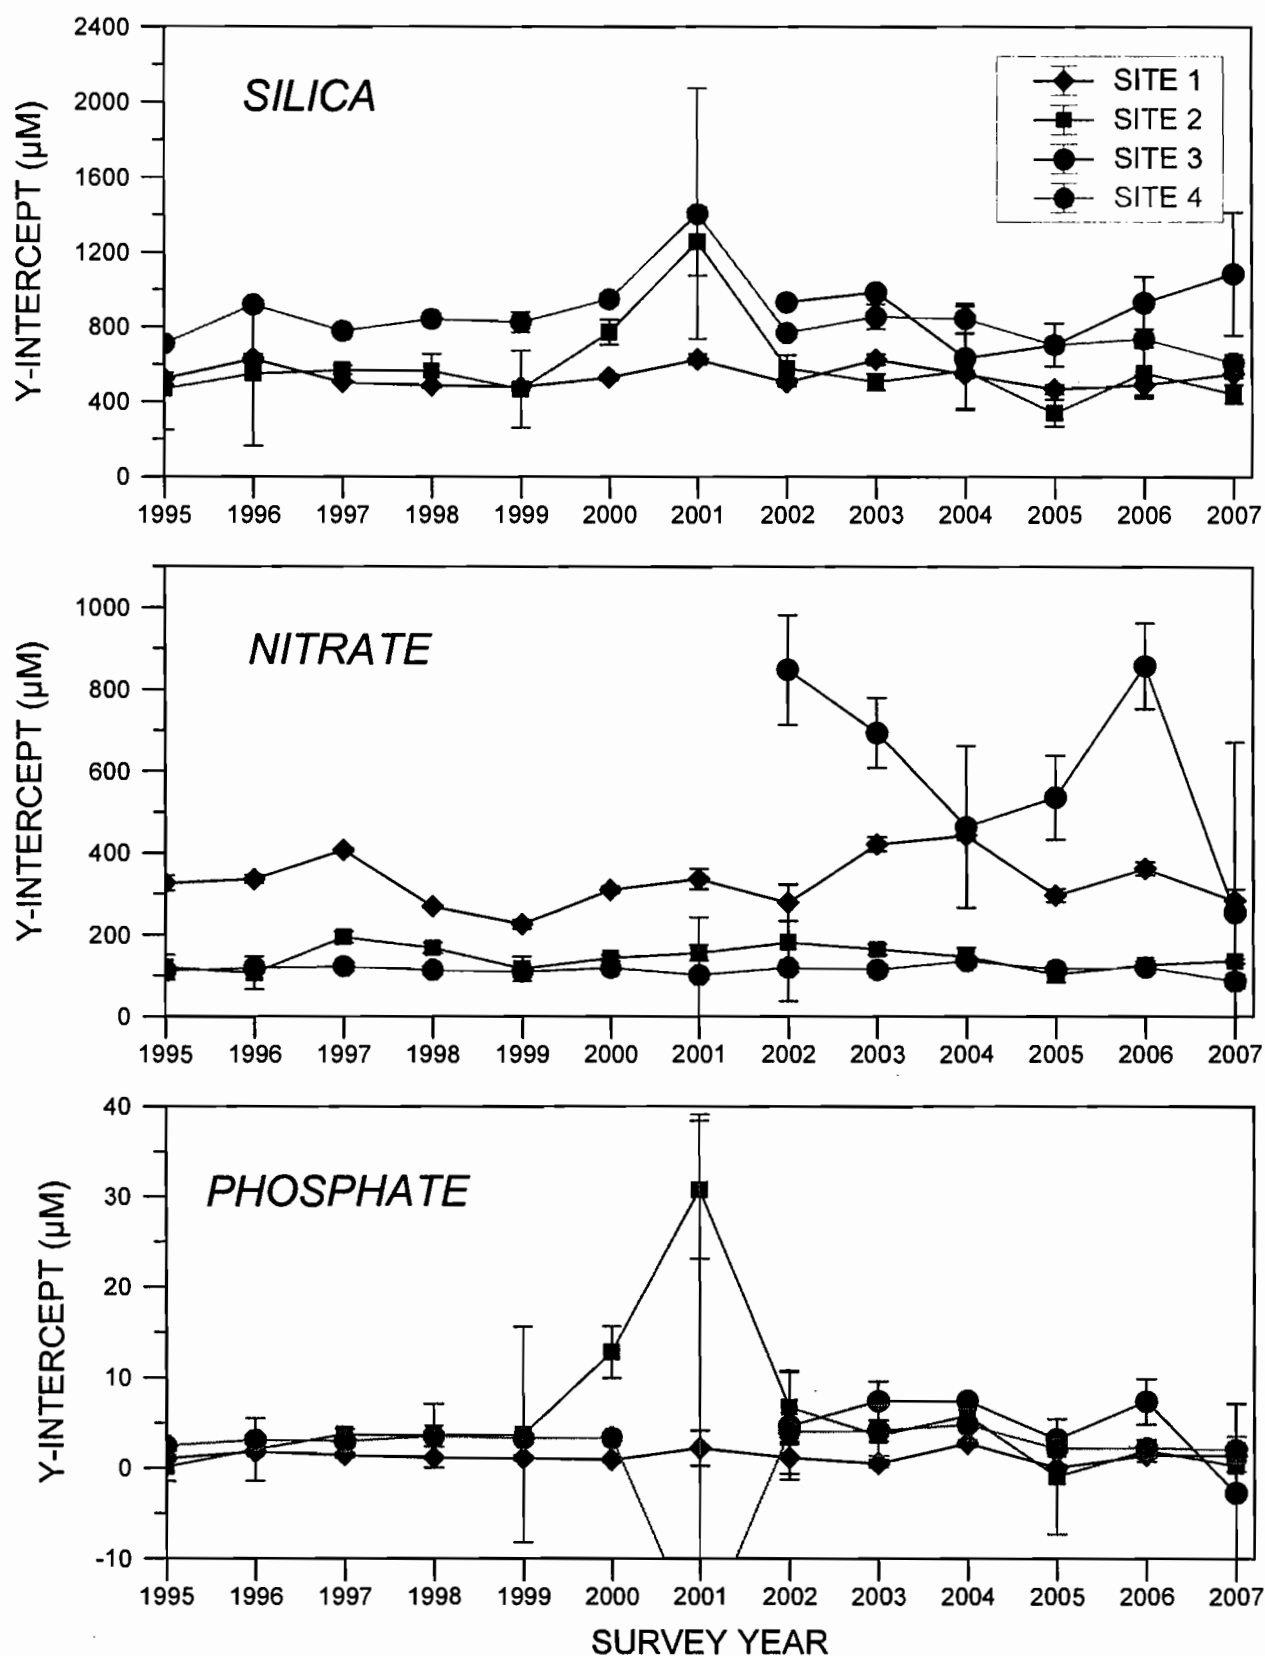 2400
2000
1600
1200
800
400
0
Y-INTERCEPT (µM)
SILICA
SITE 1
SITE 2
SITE 3
SITE 4
1995 1996 1997 1998 1999 2000 2001 2002 2003 2004 2005 2006 2007
1000
800
600
400
200
0
Y-INTERCEPT (µM)
NITRATE
1995 1996 1997 1998 1999 2000 2001 2002 2003 2004 2005 2006 2007
40
30
20
10
0
-10
Y-INTERCEPT (µM)
PHOSPHATE
1995 1996 1997 1998 1999 2000 2001 2002 2003 2004 2005 2006 2007
SURVEY YEAR